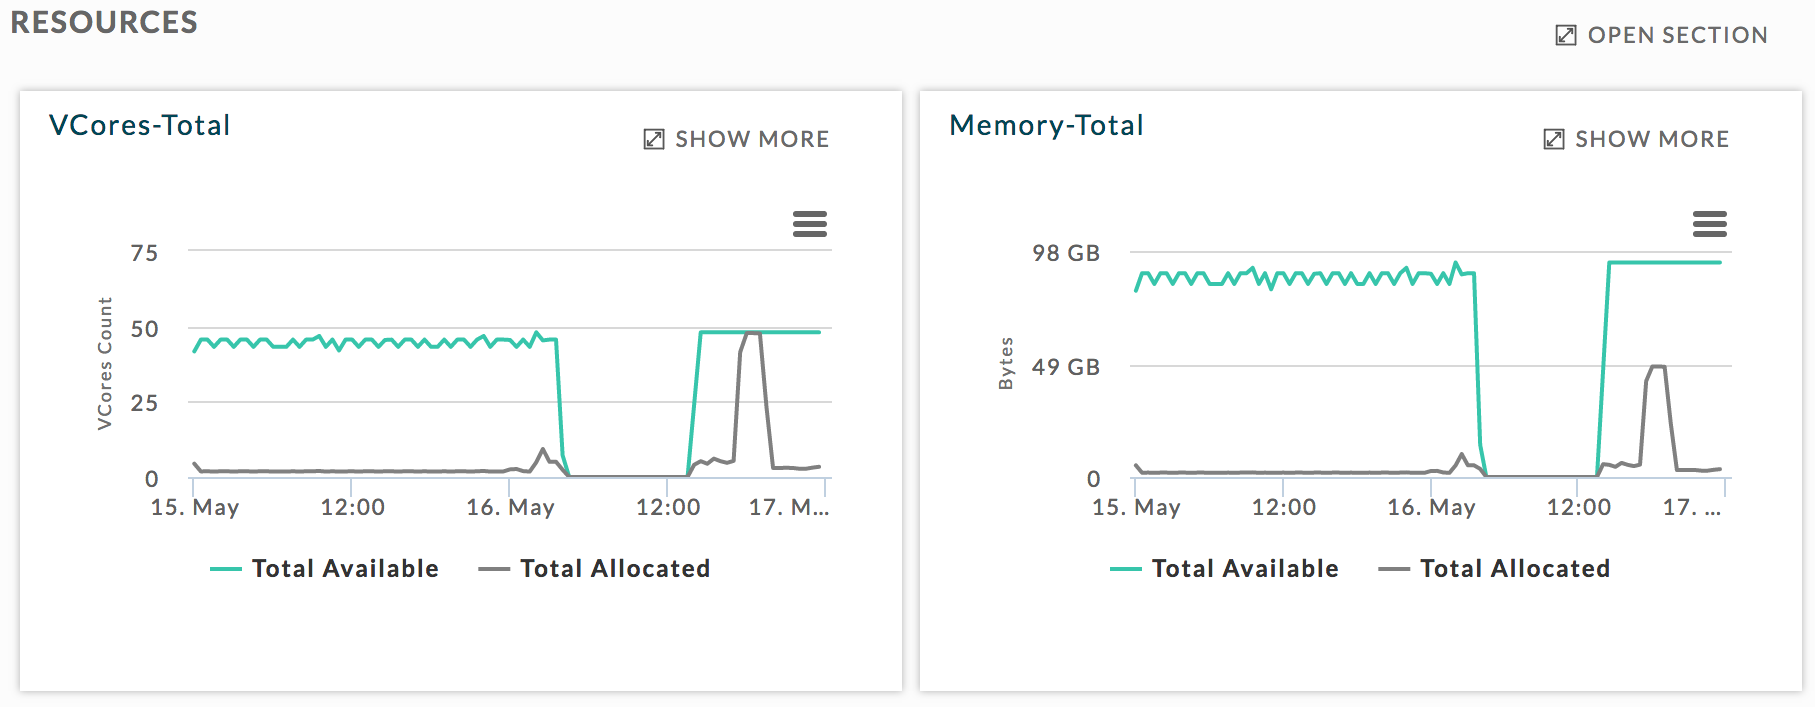 RESOURCES
OPEN SECTION
VCores-Total
SHOW MORE
75
50
25
0
VCores Count
15. May
12:00
16. May
12:00
17. M...
Total Available
Total Allocated
Memory-Total
SHOW MORE
98 GB
49 GB
0
Bytes
15. May
12:00
16. May
12:00
17. ...
Total Available
Total Allocated